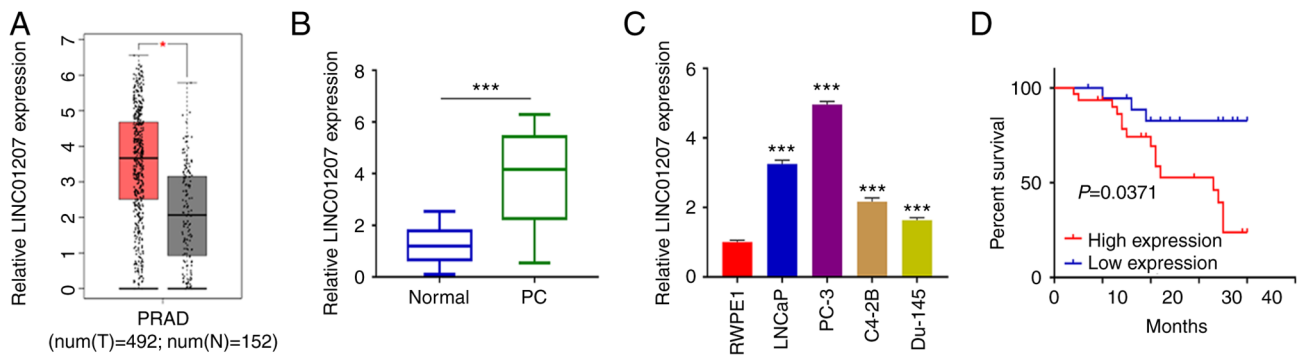 A
Relative LINC01207 expression
7
6
5
4
3
2
1
0
*
PRAD
(num(T)=492; num(N)=152)
B
Relative LINC01207 expression
8
6
4
2
0
***
Normal
PC
C
Relative LINC01207 expression
6
4
2
0
***
***
***
***
RWPE1
LNCaP
PC-3
C4-2B
Du-145
D
Percent survival
100
50
0
P=0.0371
High expression
Low expression
0
10
20
30
40
Months